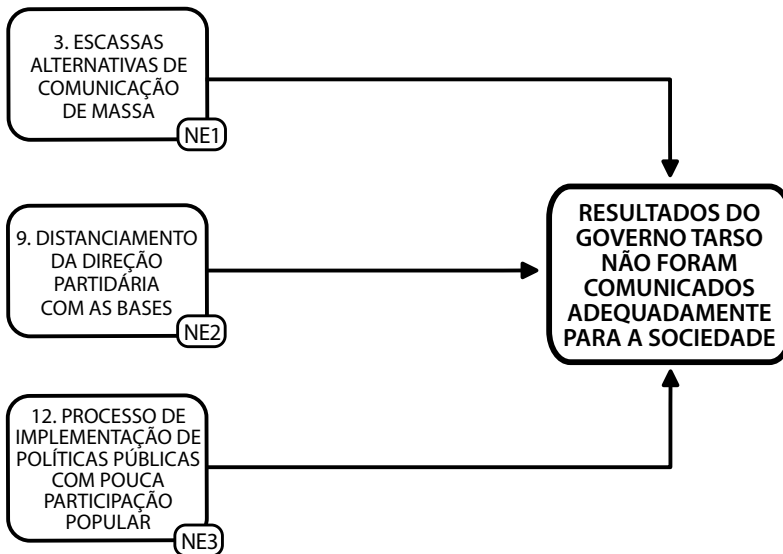 3. ESCASSAS
ALTERNATIVAS DE
COMUNICAÇÃO
DE MASSA
NE1
9. DISTANCIAMENTO
DA DIREÇÃO
PARTIDÁRIA
COM AS BASES
NE2
12. PROCESSO DE
IMPLEMENTAÇÃO DE
POLÍTICAS PÚBLICAS
COM POUCA
PARTICIPAÇÃO
POPULAR
NE3
RESULTADOS DO
GOVERNO TARSO
NÃO FORAM
COMUNICADOS
ADEQUADAMENTE
PARA A SOCIEDADE